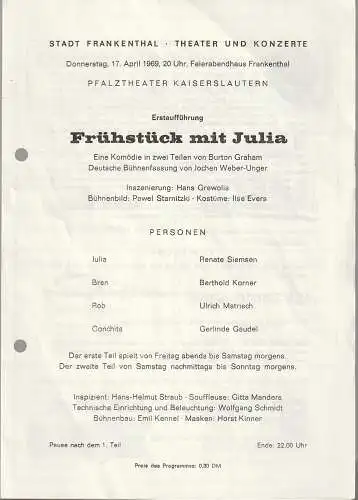 STADT FRANKENTHAL · THEATER UND KONZERTE
Donnerstag, 17. April 1969, 20 Uhr, Feierabendhaus Frankenthal
PFALZTHEATER KAISERSLAUTERN
Erstaufführung
Frühstück mit Julia
Eine Komödie in zwei Teilen von Burton Graham
Deutsche Bühnenfassung von Jochen Weber-Unger
Inszenierung: Hans Grewolls
Bühnenbild: Pawel Starnitzki · Kostüme: Ilse Evers
PERSONEN
Julia Renate Siemsen
Bren Berthold Korner
Rob Ulrich Matrisch
Conchita Gerlinde Gaudel
Der erste Teil spielt von Freitag abends bis Samstag morgens.
Der zweite Teil von Samstag nachmittags bis Sonntag morgens.
Inspizient: Hans-Helmut Straub · Souffleuse: Gitta Manders
Technische Einrichtung und Beleuchtung: Wolfgang Schmidt
Bühnenbau: Emil Kennel · Masken: Horst Kinner
Pause nach dem 1. Teil Ende: 22.00 Uhr
Preis des Programms: 0,30 DM